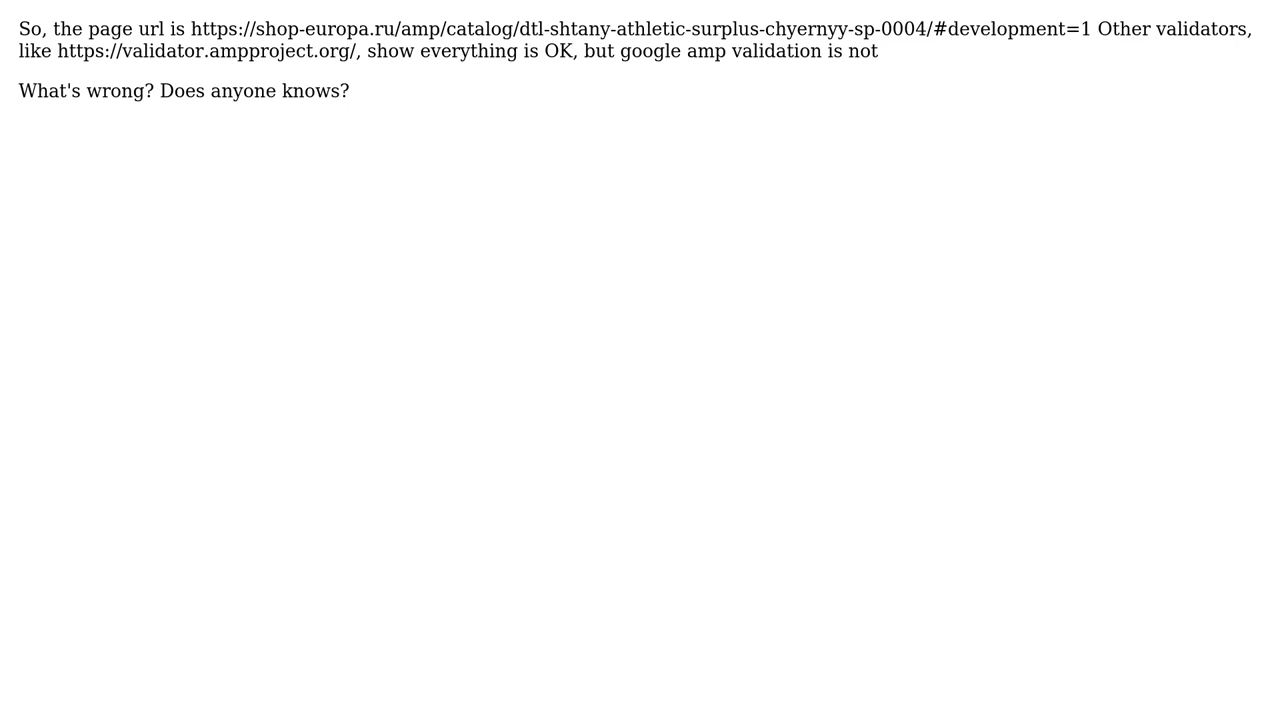 So, the page url is https://shop-europa.ru/amp/catalog/dtl-shtany-athletic-surplus-chyernyy-sp-0004/#development=1 Other validators,
like https://validator.ampproject.org/, show everything is OK, but google amp validation is not
What's wrong? Does anyone knows?